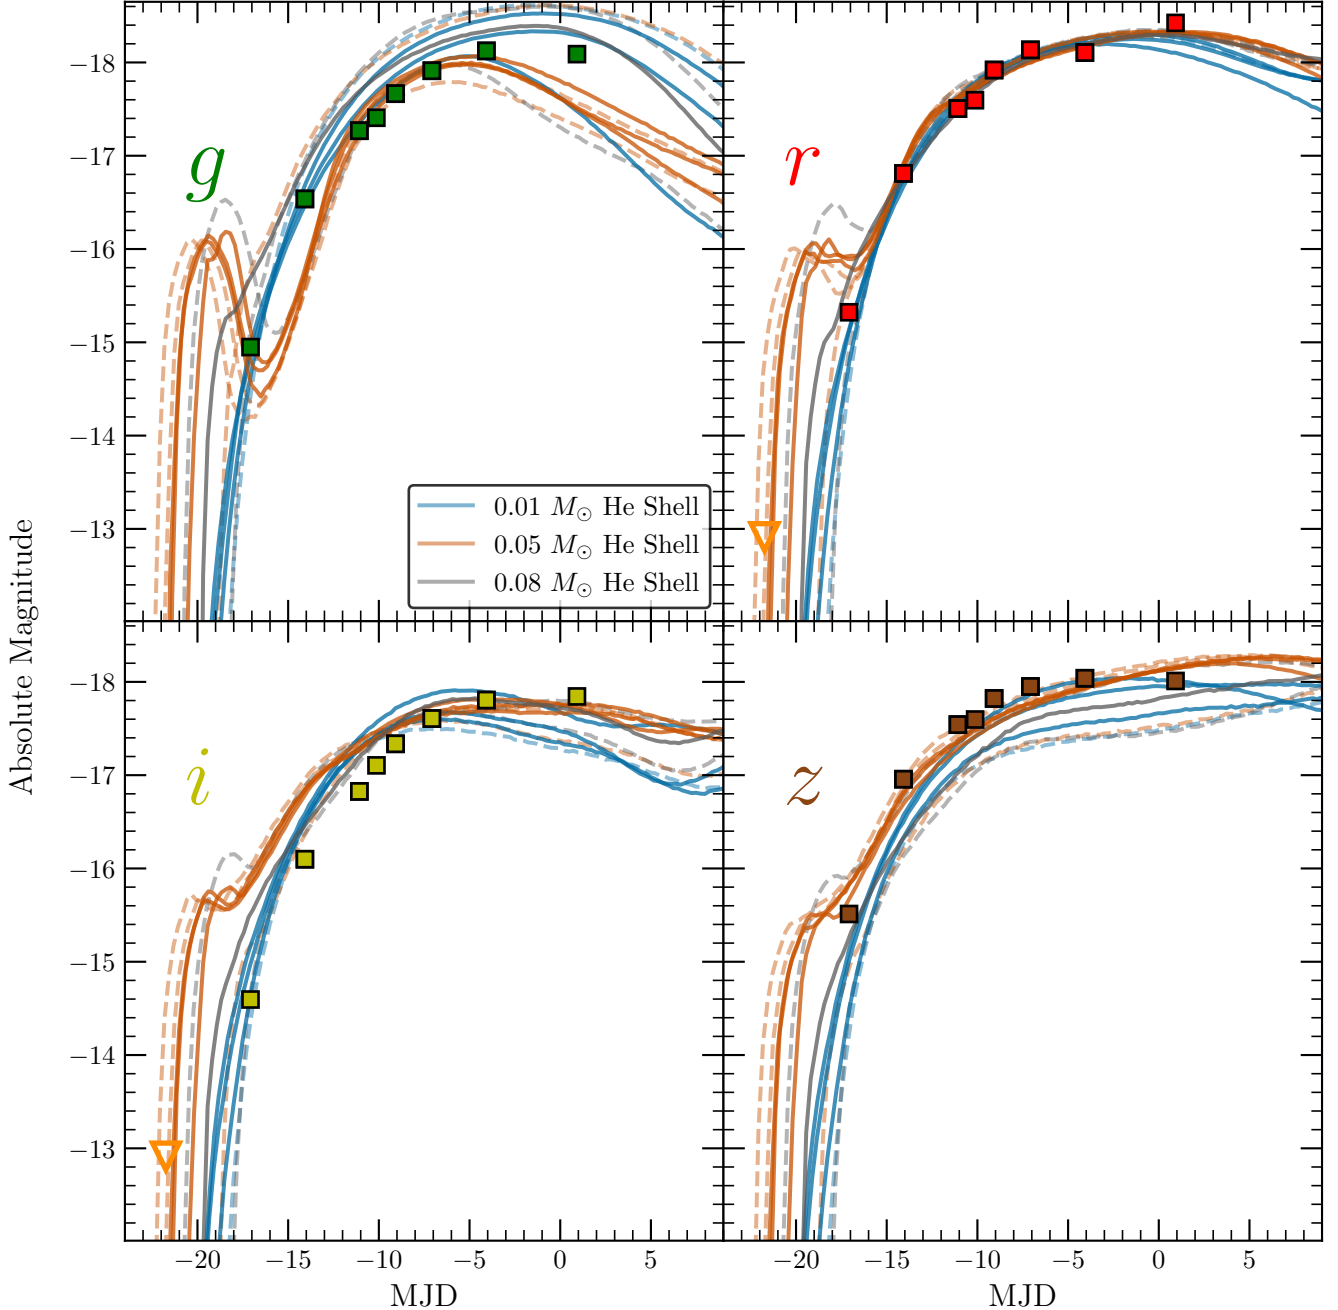 Absolute Magnitude
−18
−17
−16
−15
−14
−13
g
0.01 M⊙ He Shell
0.05 M⊙ He Shell
0.08 M⊙ He Shell
r
−18
−17
−16
−15
−14
−13
i
z
−20 −15 −10 −5 0 5
−20 −15 −10 −5 0 5
MJD
MJD